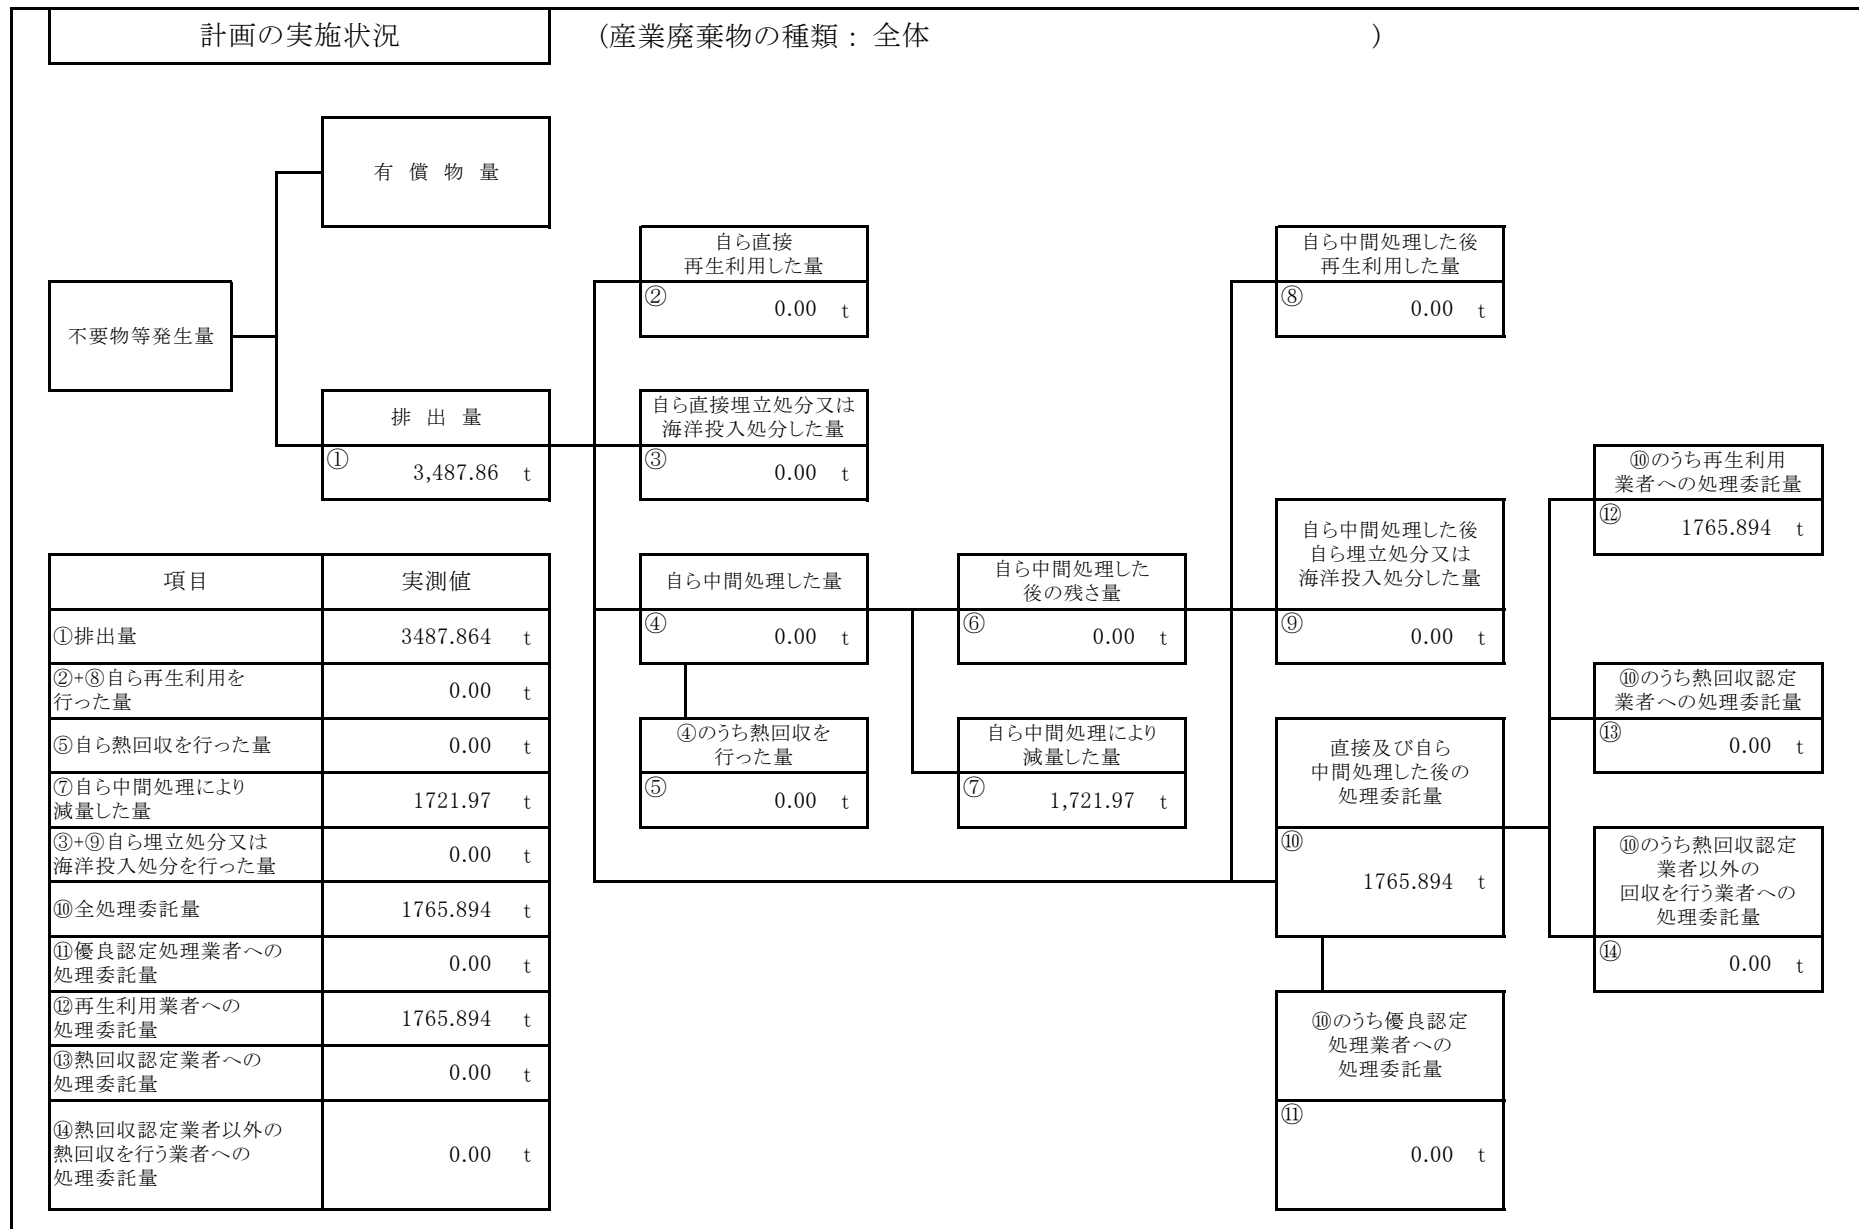 計画の実施状況
(産業廃棄物の種類 : 全体 )
有 償 物 量
不要物等発生量
排 出 量
① 3,487.86 t
自ら直接
再生利用した量
② 0.00 t
自ら直接埋立処分又は
海洋投入処分した量
③ 0.00 t
自ら中間処理した量
④ 0.00 t
④のうち熱回収を
行った量
⑤ 0.00 t
自ら中間処理した
後の残さ量
⑥ 0.00 t
自ら中間処理により
減量した量
⑦ 1,721.97 t
自ら中間処理した後
再生利用した量
⑧ 0.00 t
自ら中間処理した後
自ら埋立処分又は
海洋投入処分した量
⑨ 0.00 t
直接及び自ら
中間処理した後の
処理委託量
⑩
1765.894 t
⑩のうち優良認定
処理業者への
処理委託量
⑪
0.00 t
⑩のうち再生利用
業者への処理委託量
⑫ 1765.894 t
⑩のうち熱回収認定
業者への処理委託量
⑬ 0.00 t
⑩のうち熱回収認定
業者以外の
回収を行う業者への
処理委託量
⑭ 0.00 t
項目 実測値
①排出量 3487.864 t
②+⑧自ら再生利用を
行った量 0.00 t
⑤自ら熱回収を行った量 0.00 t
⑦自ら中間処理により
減量した量 1721.97 t
③+⑨自ら埋立処分又は
海洋投入処分を行った量 0.00 t
⑩全処理委託量 1765.894 t
⑪優良認定処理業者への
処理委託量 0.00 t
⑫再生利用業者への
処理委託量 1765.894 t
⑬熱回収認定業者への
処理委託量 0.00 t
⑭熱回収認定業者以外の
熱回収を行う業者への
処理委託量 0.00 t